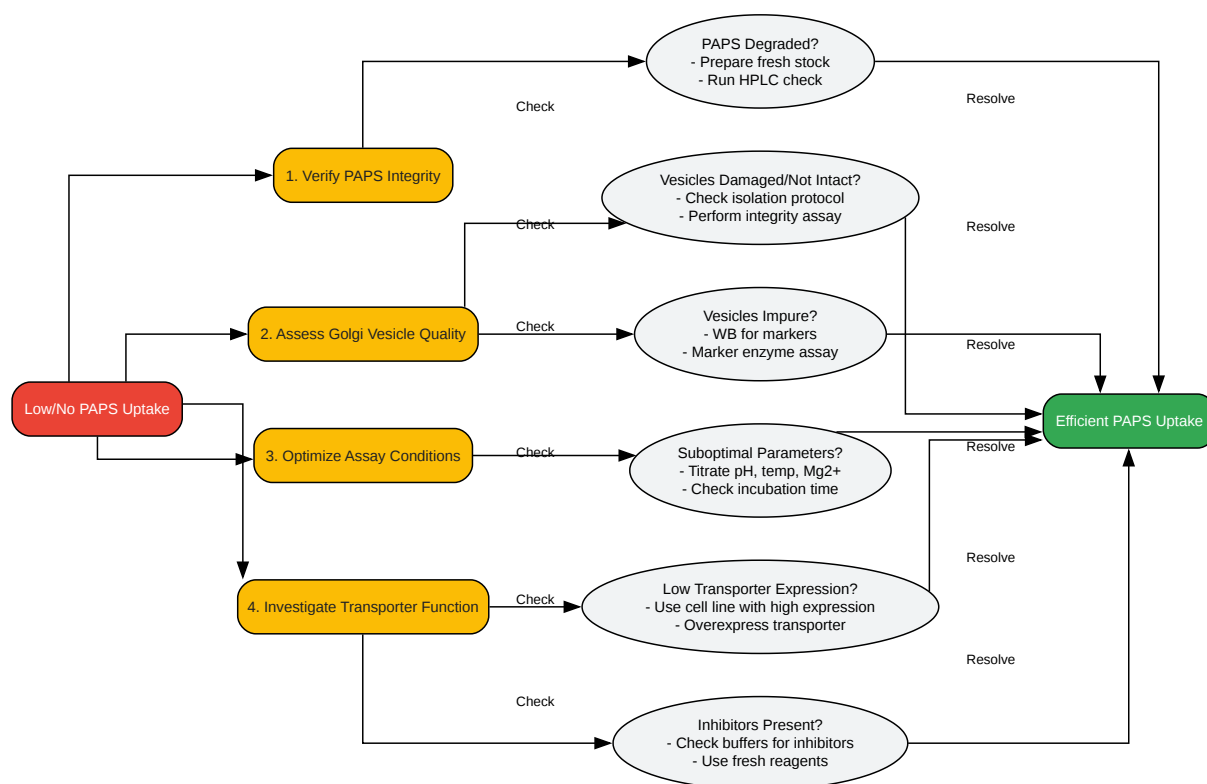 PAPS Degraded?
- Prepare fresh stock
- Run HPLC check
Check
Resolve
1. Verify PAPS Integrity
Vesicles Damaged/Not Intact?
- Check isolation protocol
- Perform integrity assay
Check
Resolve
2. Assess Golgi Vesicle Quality
Check
Vesicles Impure?
- WB for markers
- Marker enzyme assay
Resolve
Low/No PAPS Uptake
Efficient PAPS Uptake
3. Optimize Assay Conditions
Check
Suboptimal Parameters?
- Titrate pH, temp, Mg2+
- Check incubation time
Resolve
4. Investigate Transporter Function
Check
Low Transporter Expression?
- Use cell line with high expression
- Overexpress transporter
Resolve
Check
Inhibitors Present?
- Check buffers for inhibitors
- Use fresh reagents
Resolve